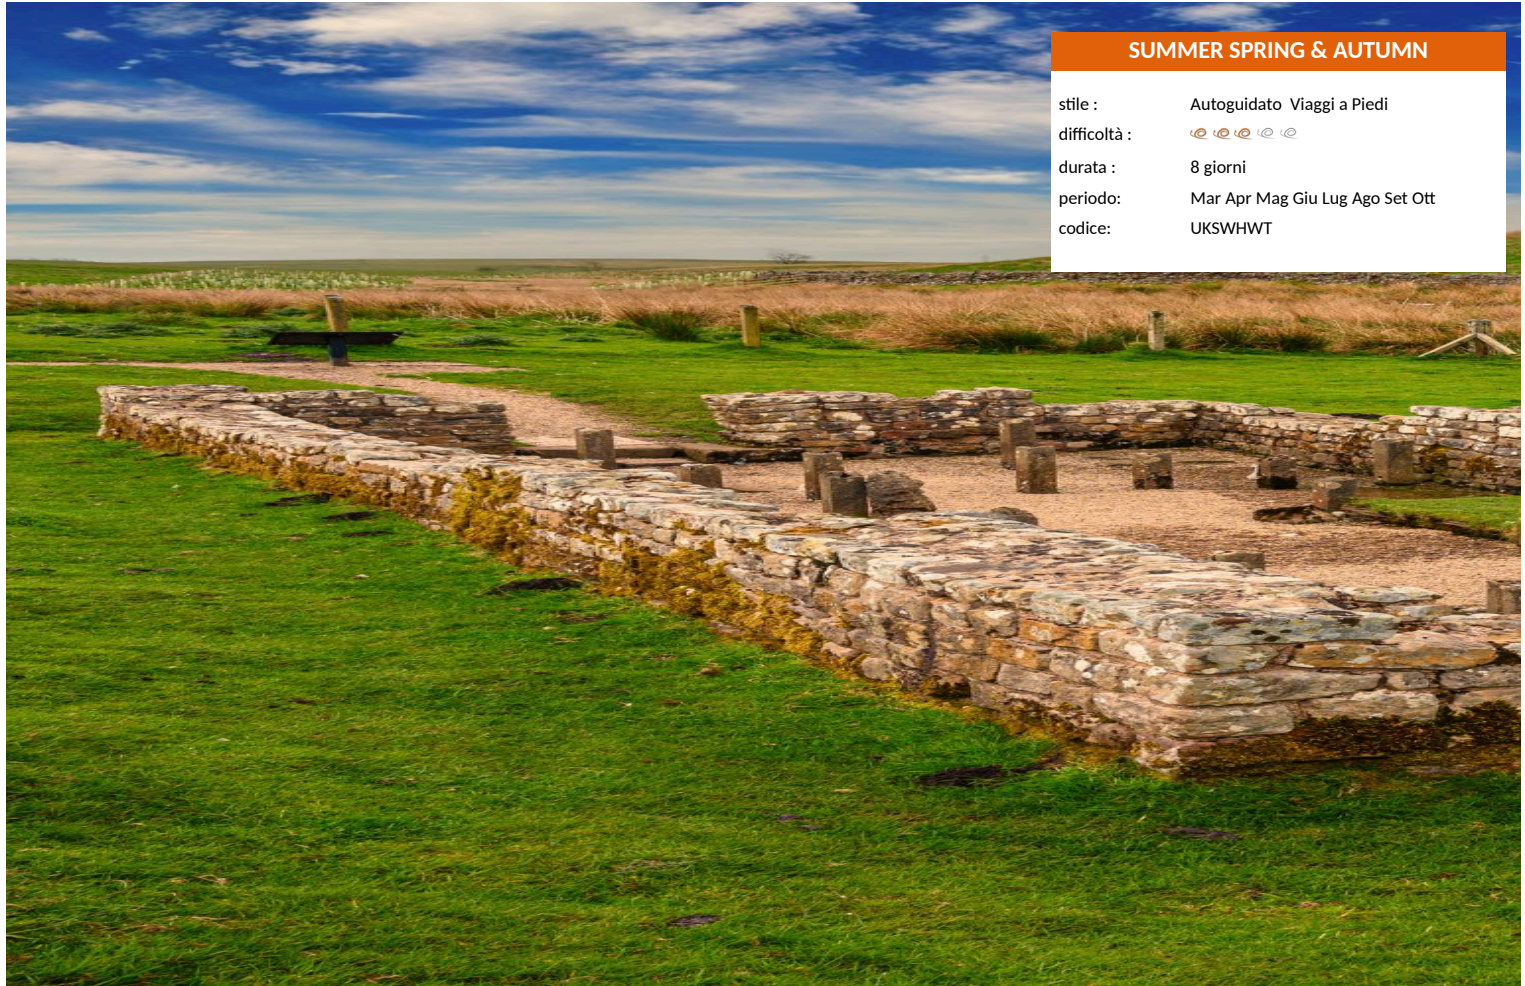 SUMMER SPRING & AUTUMN
stile : Autoguidato Viaggi a Piedi
difficoltà :
durata : 8 giorni
periodo: Mar Apr Mag Giu Lug Ago Set Ott
codice: UKSWHWT